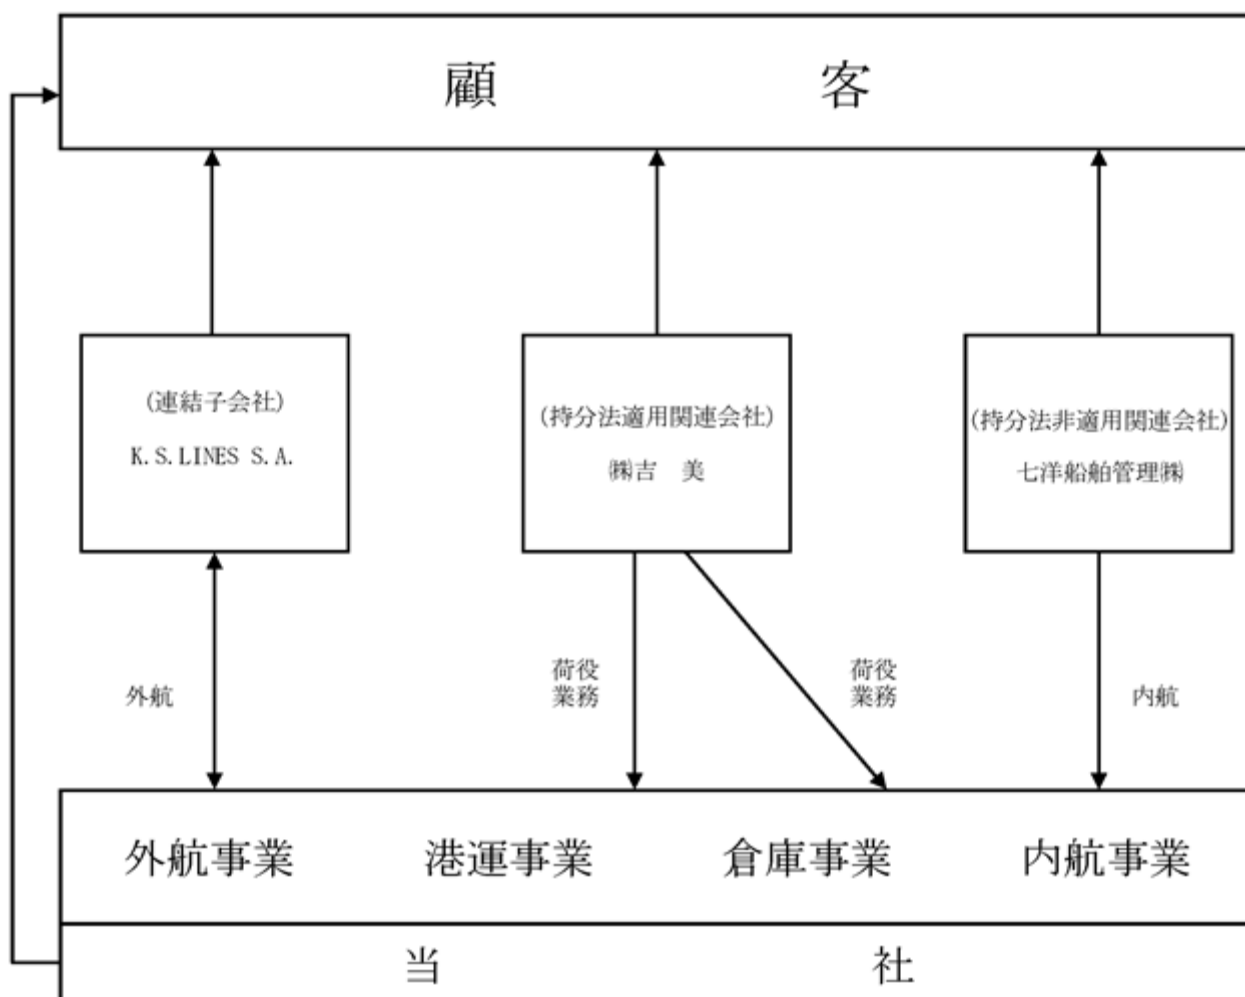 顧 客
(連結子会社)
K.S.LINES S.A.
(持分法適用関連会社)
㈱吉 美
(持分法非適用関連会社)
七洋船舶管理㈱
外航
荷役
業務
荷役
業務
内航
外航事業 港運事業 倉庫事業 内航事業
当 社